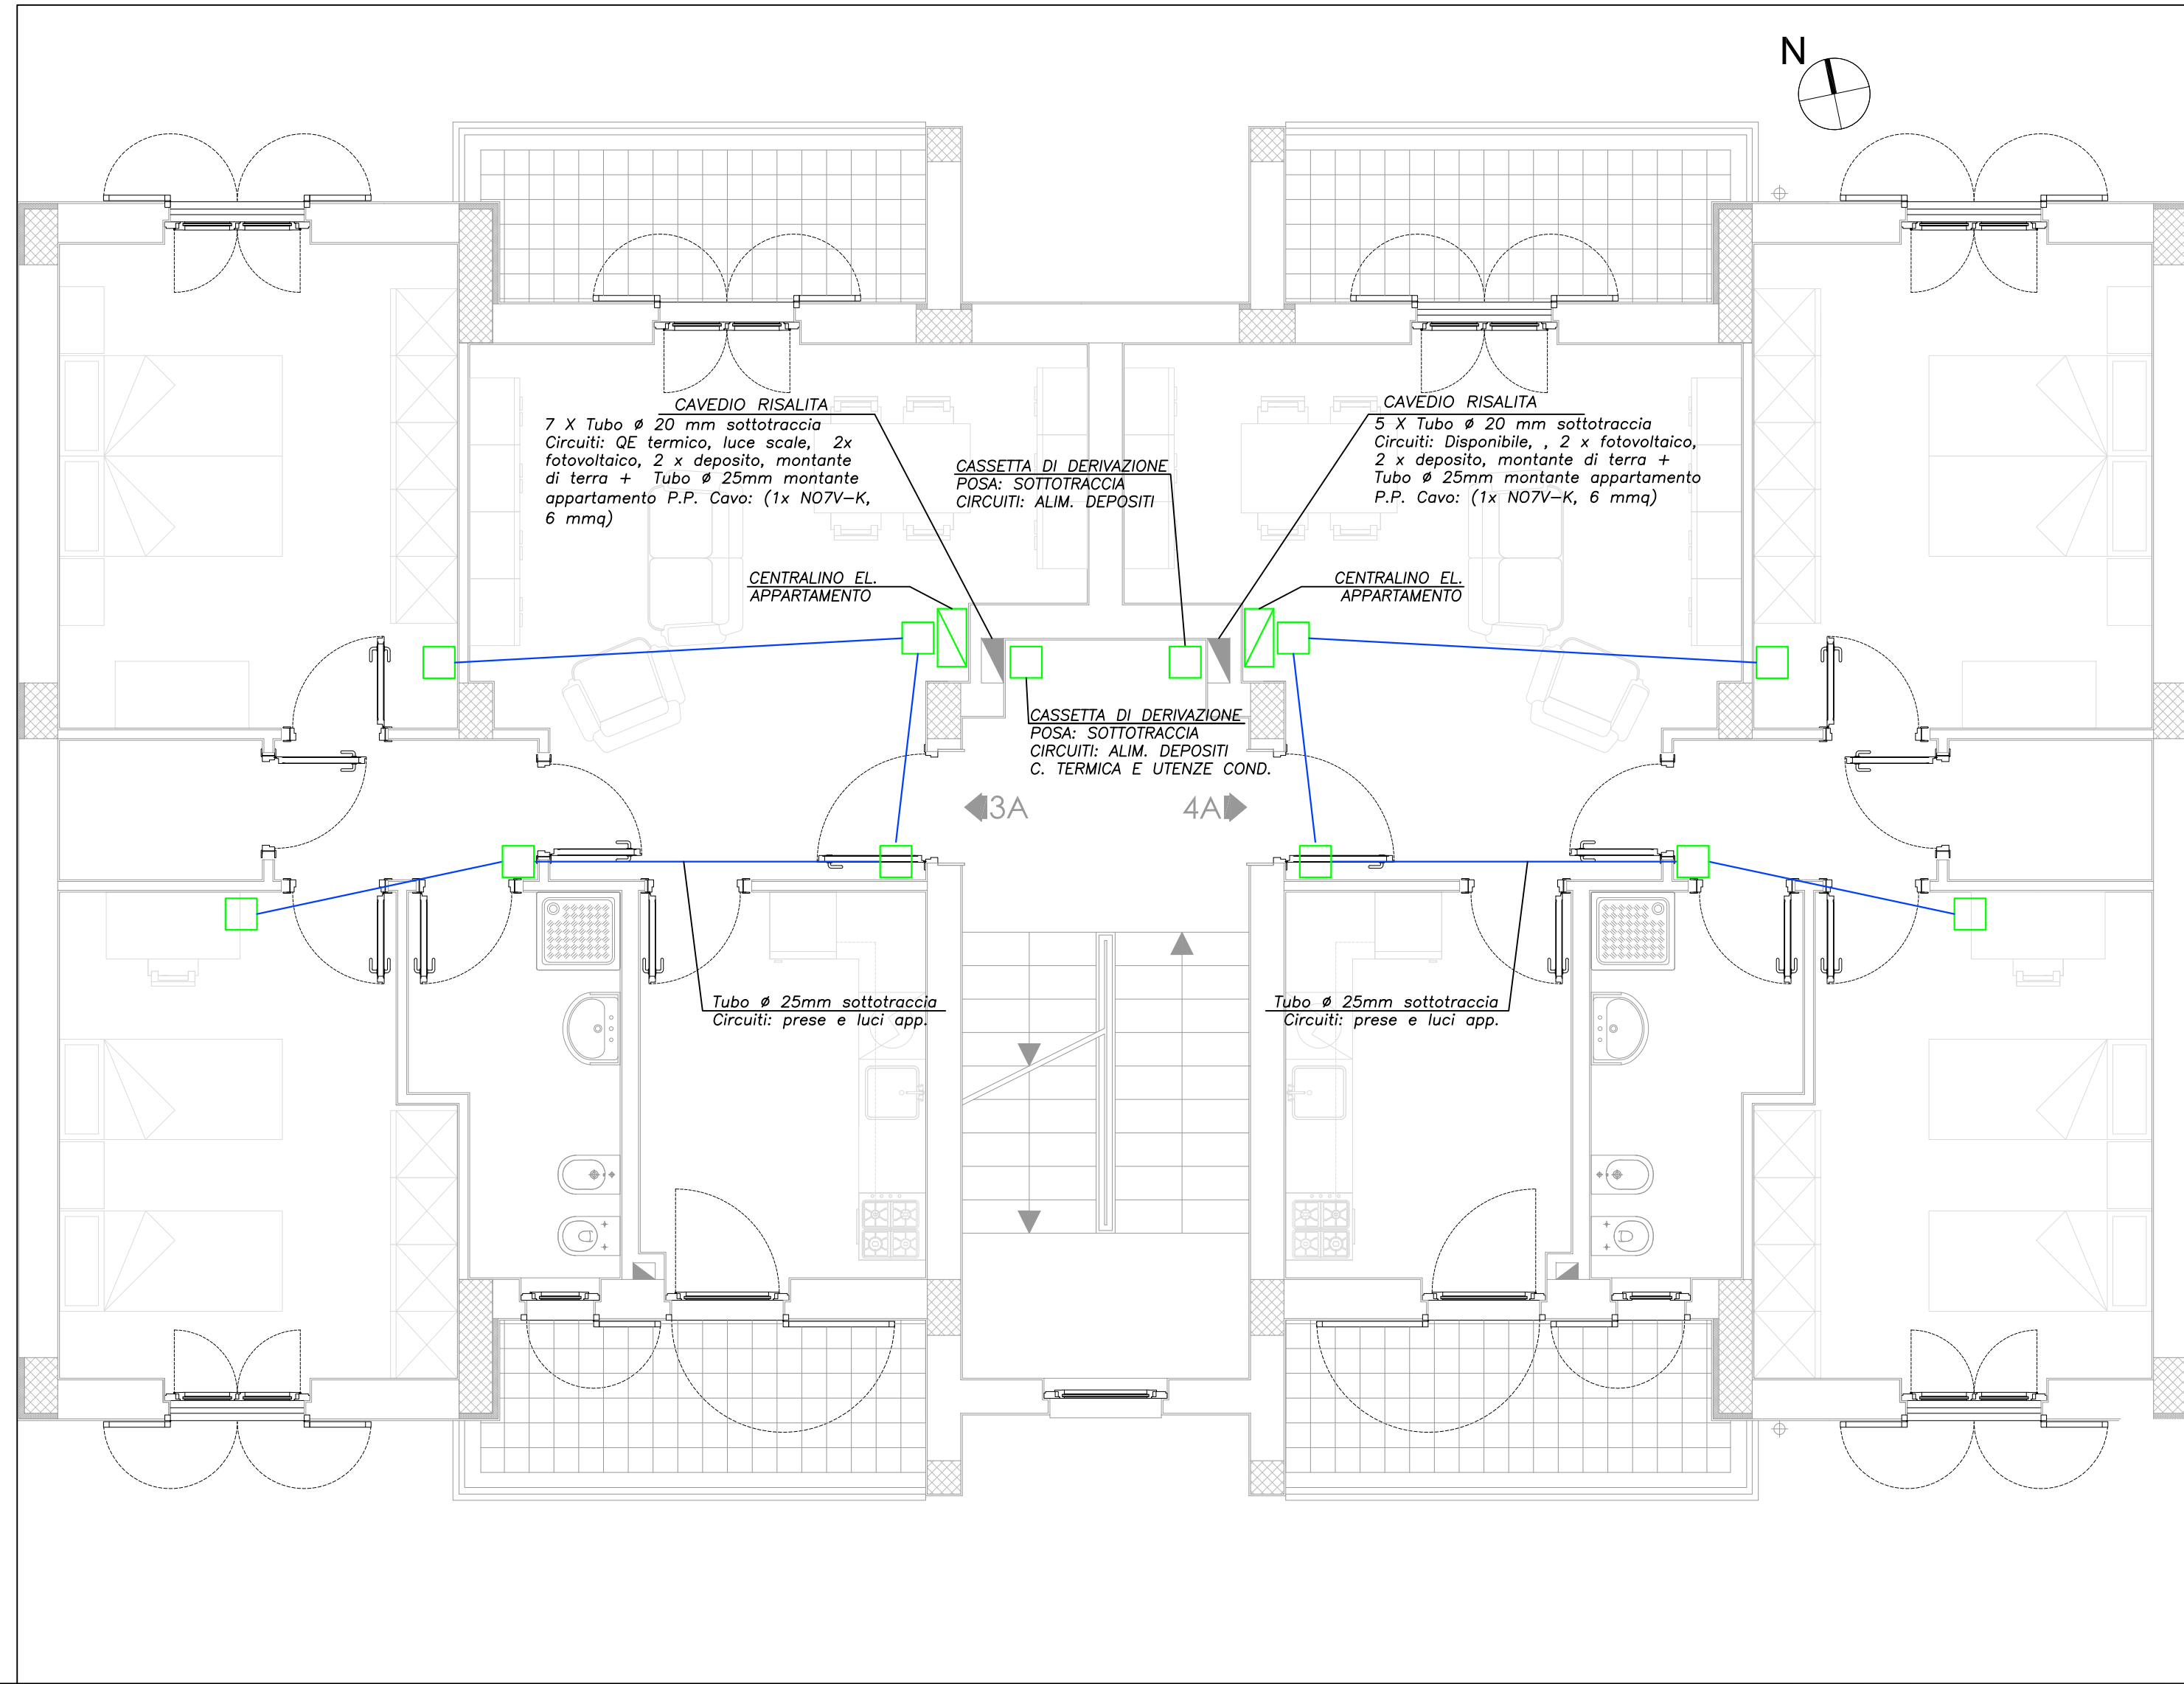 N
CAVEDIO RISALITA
7 X Tubo ø 20 mm sottotraccia
Circuiti: QE termico, luce scale, 2x
fotovoltaico, 2 x deposito, montante
di terra + Tubo ø 25mm montante
appartamento P.P. Cavo: (1x NO7V-K,
6 mmq)
CAVEDIO RISALITA
5 X Tubo ø 20 mm sottotraccia
Circuiti: Disponibile, , 2 x fotovoltaico,
2 x deposito, montante di terra +
Tubo ø 25mm montante appartamento
P.P. Cavo: (1x NO7V-K, 6 mmq)
CASSETTA DI DERIVAZIONE
POSA: SOTTOTRACCIA
CIRCUITI: ALIM. DEPOSITI
CENTRALINO EL.
APPARTAMENTO
CENTRALINO EL.
APPARTAMENTO
CASSETTA DI DERIVAZIONE
POSA: SOTTOTRACCIA
CIRCUITI: ALIM. DEPOSITI
C. TERMICA E UTENZE COND.
3A
4A
Tubo ø 25mm sottotraccia
Circuiti: prese e luci app.
Tubo ø 25mm sottotraccia
Circuiti: prese e luci app.